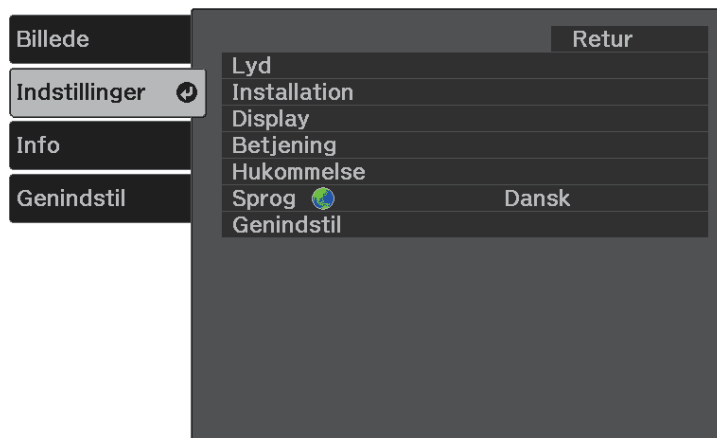 Billede
Indstillinger
Info
Genindstil
Retur
Lyd
Installation
Display
Betjening
Hukommelse
Sprog Dansk
Genindstil